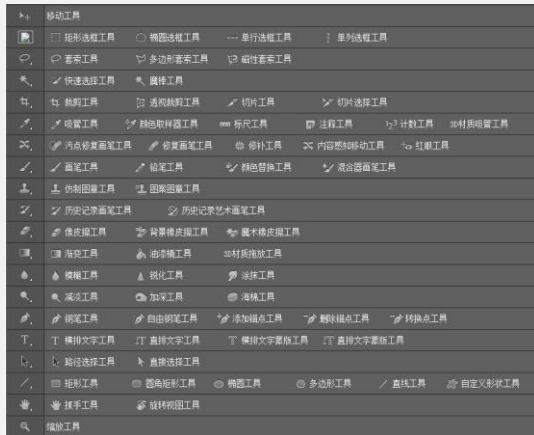 移动工具
矩形选框工具 椭圆选框工具 单行选框工具 单列选框工具
套索工具 多边形套索工具 磁性套索工具
快速选择工具 魔棒工具
裁剪工具 透视裁剪工具 切片工具 切片选择工具
吸管工具 颜色取样器工具 标尺工具 注释工具 计数工具 3D材质吸管工具
污点修复画笔工具 修复画笔工具 修补工具 内容感知移动工具 红眼工具
画笔工具 铅笔工具 颜色替换工具 混合器画笔工具
仿制图章工具 图案图章工具
历史记录画笔工具 历史记录艺术画笔工具
橡皮擦工具 背景橡皮擦工具 魔术橡皮擦工具
渐变工具 油漆桶工具 3D材质拖放工具
模糊工具 锐化工具 涂抹工具
减淡工具 加深工具 海绵工具
钢笔工具 自由钢笔工具 添加锚点工具 删除锚点工具 转换点工具
横排文字工具 直排文字工具 横排文字蒙版工具 直排文字蒙版工具
路径选择工具 直接选择工具
矩形工具 圆角矩形工具 椭圆工具 多边形工具 直线工具 自定义形状工具
抓手工具 旋转视图工具
缩放工具